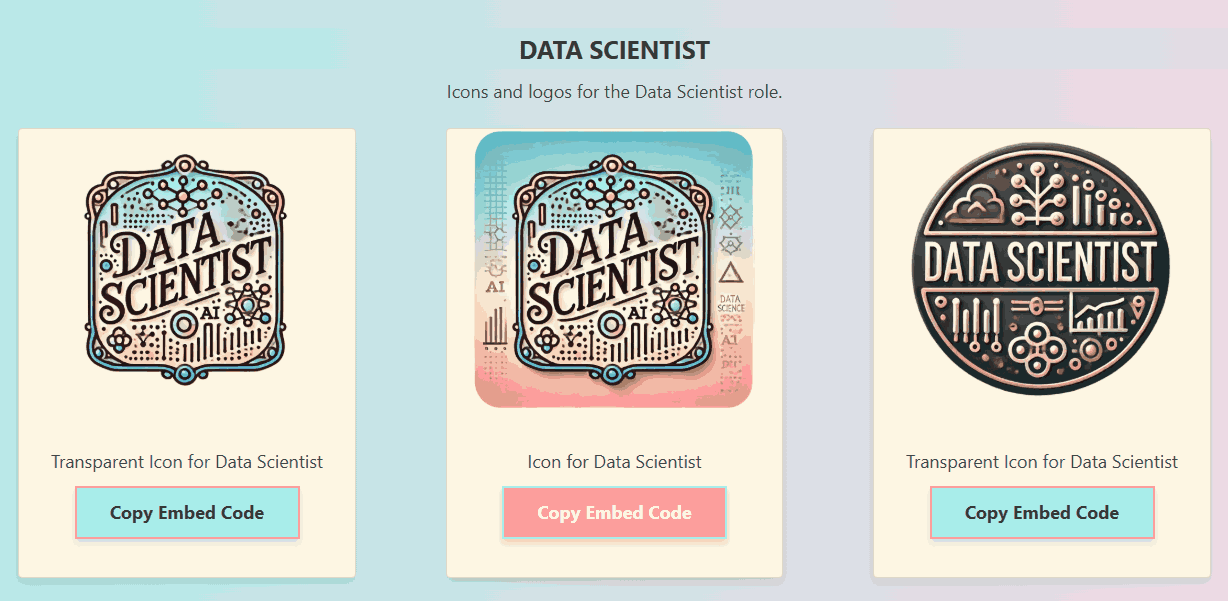 DATA SCIENTIST
Icons and logos for the Data Scientist role.
DATA
SCIENTIST
AI
Transparent Icon for Data Scientist
Copy Embed Code
DATA
SCIENTIST
AI
AI
DATA
SCIENCE
AI
Icon for Data Scientist
Copy Embed Code
DATA SCIENTIST
Transparent Icon for Data Scientist
Copy Embed Code